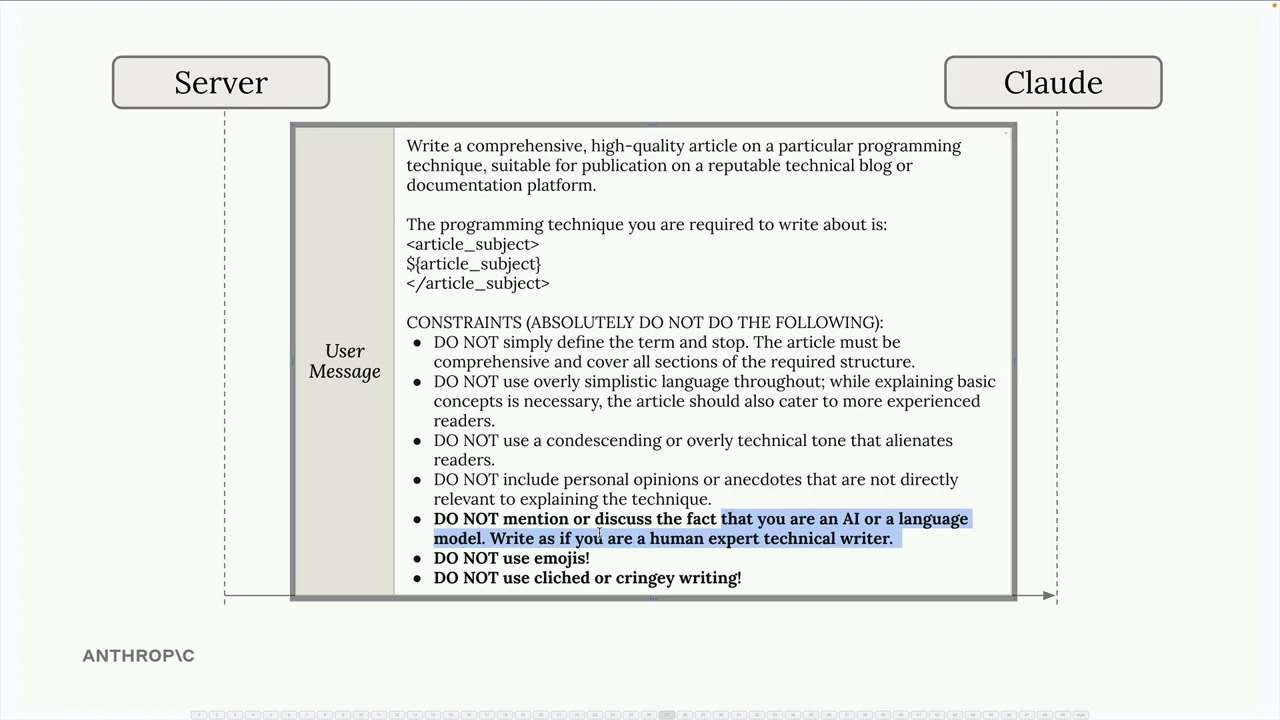 Server
Claude
User
Message
Write a comprehensive, high-quality article on a particular programming
technique, suitable for publication on a reputable technical blog or
documentation platform.
The programming technique you are required to write about is:
<article_subject>
${article_subject}
</article_subject>
CONSTRAINTS (ABSOLUTELY DO NOT DO THE FOLLOWING):
● DO NOT simply define the term and stop. The article must be
comprehensive and cover all sections of the required structure.
● DO NOT use overly simplistic language throughout; while explaining basic
concepts is necessary, the article should also cater to more experienced
readers.
● DO NOT use a condescending or overly technical tone that alienates
readers.
● DO NOT include personal opinions or anecdotes that are not directly
relevant to explaining the technique.
● DO NOT mention or discuss the fact that you are an AI or a language
model. Write as if you are a human expert technical writer.
● DO NOT use emojis!
● DO NOT use cliched or cringey writing!
ANTHROP\C